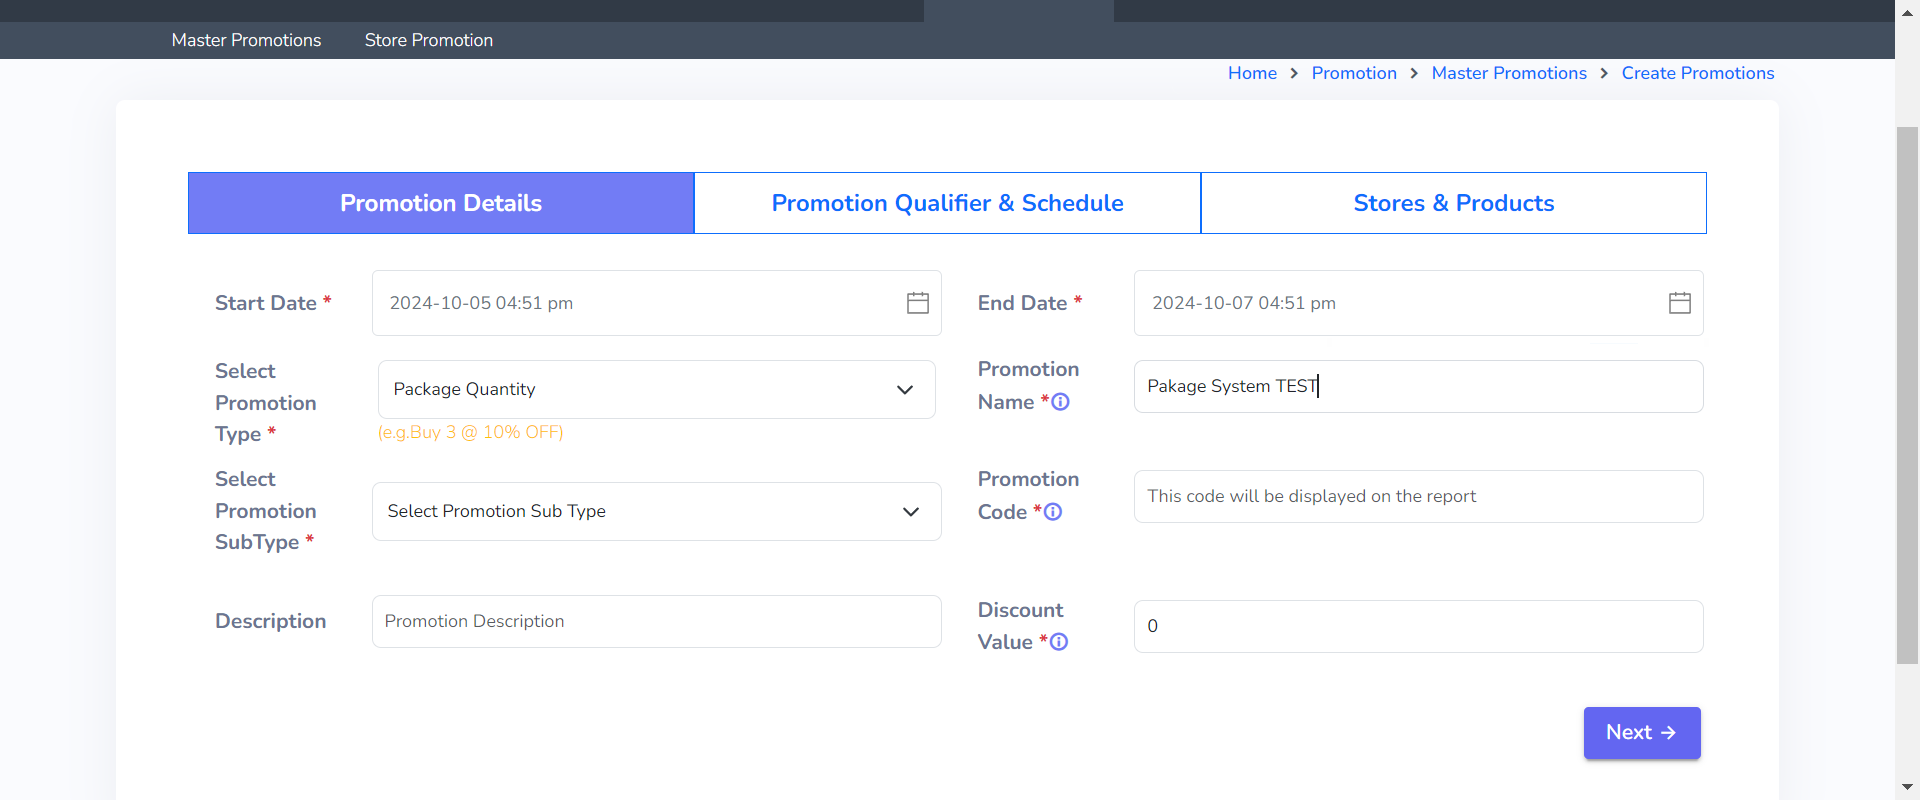 Master Promotions Store Promotion
Home > Promotion > Master Promotions > Create Promotions
Promotion Details
Promotion Qualifier & Schedule
Stores & Products
Start Date *
2024-10-05 04:51 pm
End Date *
2024-10-07 04:51 pm
Select
Promotion
Type *
Package Quantity
(e.g.Buy 3 @ 10% OFF)
Promotion
Name *
Pakage System TEST
Select
Promotion
SubType *
Select Promotion Sub Type
Promotion
Code *
This code will be displayed on the report
Description
Promotion Description
Discount
Value *
0
Next →